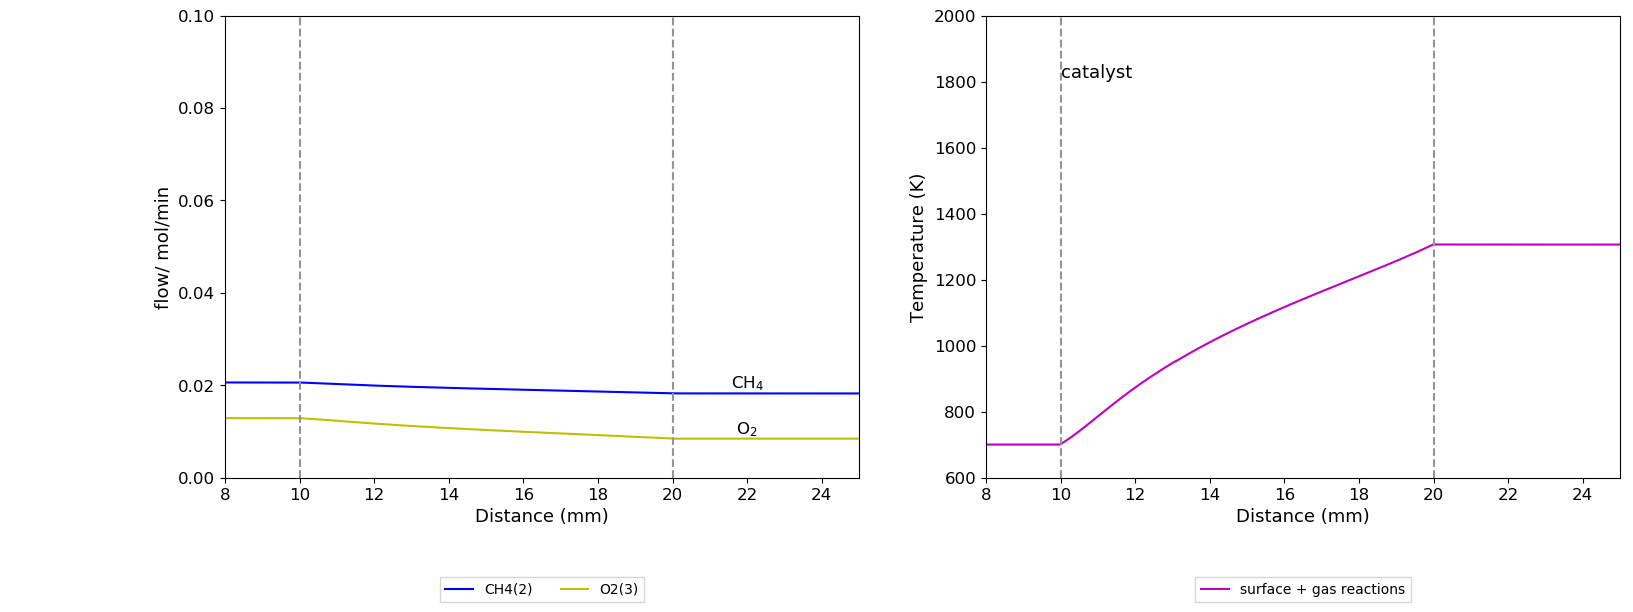 0.10
0.08
0.06
0.04
0.02
0.00
flow/ mol/min
CH₄
O₂
8 10 12 14 16 18 20 22 24
Distance (mm)
CH4(2) O2(3)
2000
1800
1600
1400
1200
1000
800
600
Temperature (K)
catalyst
8 10 12 14 16 18 20 22 24
Distance (mm)
surface + gas reactions